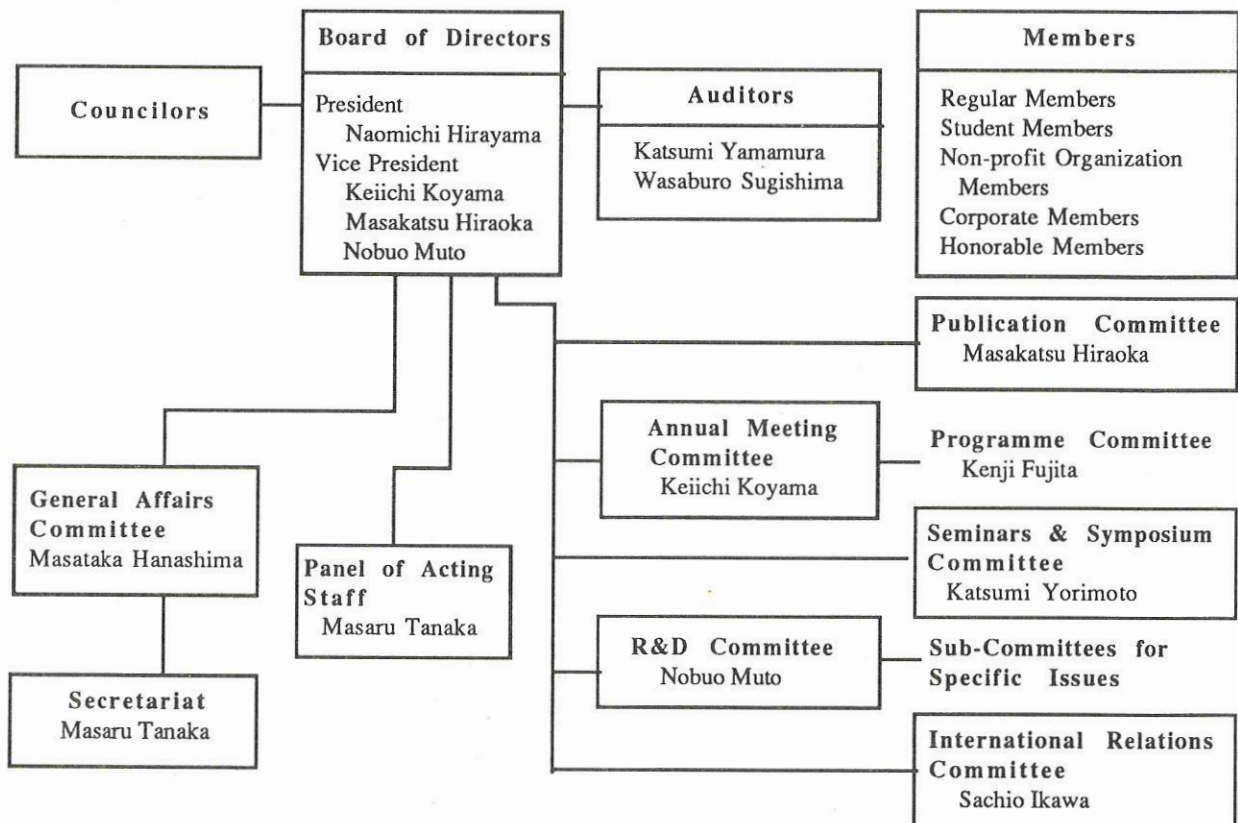 Board of Directors
President
Naomichi Hirayama
Vice President
Keiichi Koyama
Masakatsu Hiraoka
Nobuo Muto
Councilors
Auditors
Katsumi Yamamura
Wasaburo Sugishima
Members
Regular Members
Student Members
Non-profit Organization
Members
Corporate Members
Honorable Members
Publication Committee
Masakatsu Hiraoka
Annual Meeting
Committee
Keiichi Koyama
Programme Committee
Kenji Fujita
General Affairs
Committee
Masataka Hanashima
Panel of Acting
Staff
Masaru Tanaka
Seminars & Symposium
Committee
Katsumi Yorimoto
R&D Committee
Nobuo Muto
Sub-Committees for
Specific Issues
Secretariat
Masaru Tanaka
International Relations
Committee
Sachio Ikawa